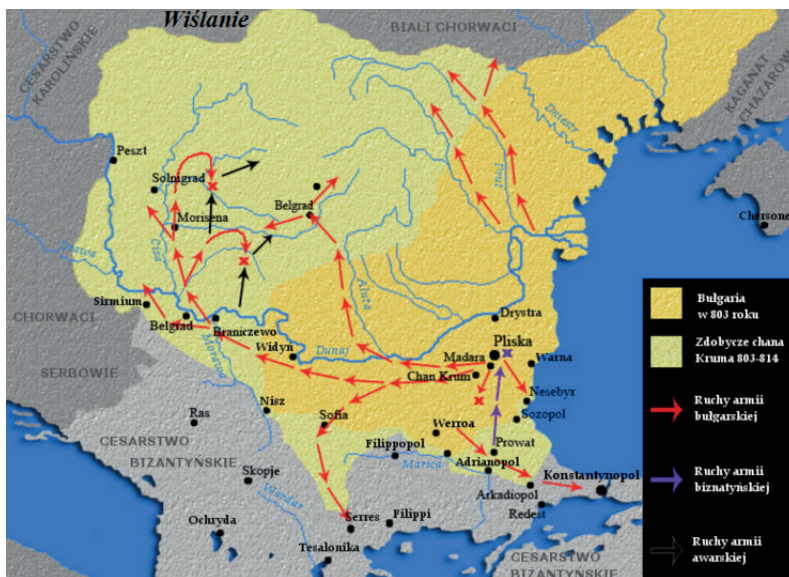 Wiślanie
BIALI CHORWACI
CESARSTWO
KAROLIŃSKIE
KAGANAT
CHAZARÓW
Dniestr
Prut
Peszt
Solnigrad
Morisena
Belgrad
Cisa
Aluta
Sirmium
Belgrad
Braniczewo
CHORWACI
SERBOWIE
Morawa
Widyn
Dunaj
Drystra
Pliska
Madara
Chan Krum
Warna
Nesebyr
Sozopol
Chersone
Nisz
Ras
Sofia
Werroa
Prowat
Filippopol
Adrianopol
Marica
CESARSTWO
BIZANTYŃSKIE
Skopje
Wardar
Konstantynopol
Arkadiopol
Redest
Ochryda
Serres
Filippi
Tesalonika
CESARSTWO
BIZANTYŃSKIE
Bułgaria
w 803 roku
Zdobycze chana
Kruma 803-814
Ruchy armii
bułgarskiej
Ruchy armii
biznatyńskiej
Ruchy armii
awarskiej